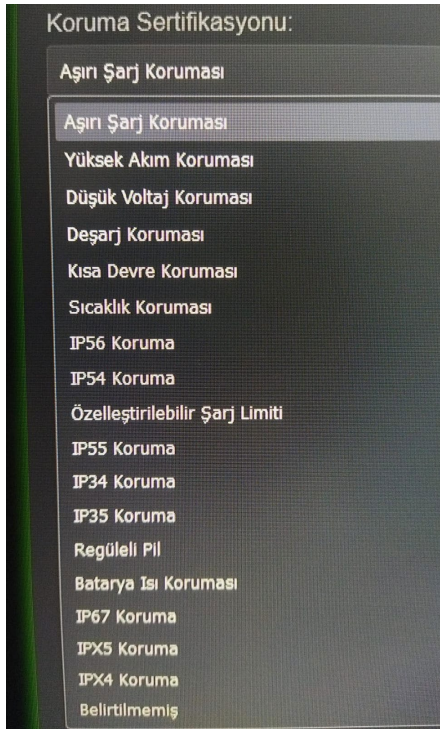 Koruma Sertifikasyonu:
Aşırı Şarj Koruması
Aşırı Şarj Koruması
Yüksek Akım Koruması
Düşük Voltaj Koruması
Deşarj Koruması
Kısa Devre Koruması
Sıcaklık Koruması
IP56 Koruma
IP54 Koruma
Özelleştirilebilir Şarj Limiti
IP55 Koruma
IP34 Koruma
IP35 Koruma
Regüleli Pil
Batarya Isı Koruması
IP67 Koruma
IPX5 Koruma
IPX4 Koruma
Belirtilmemiş